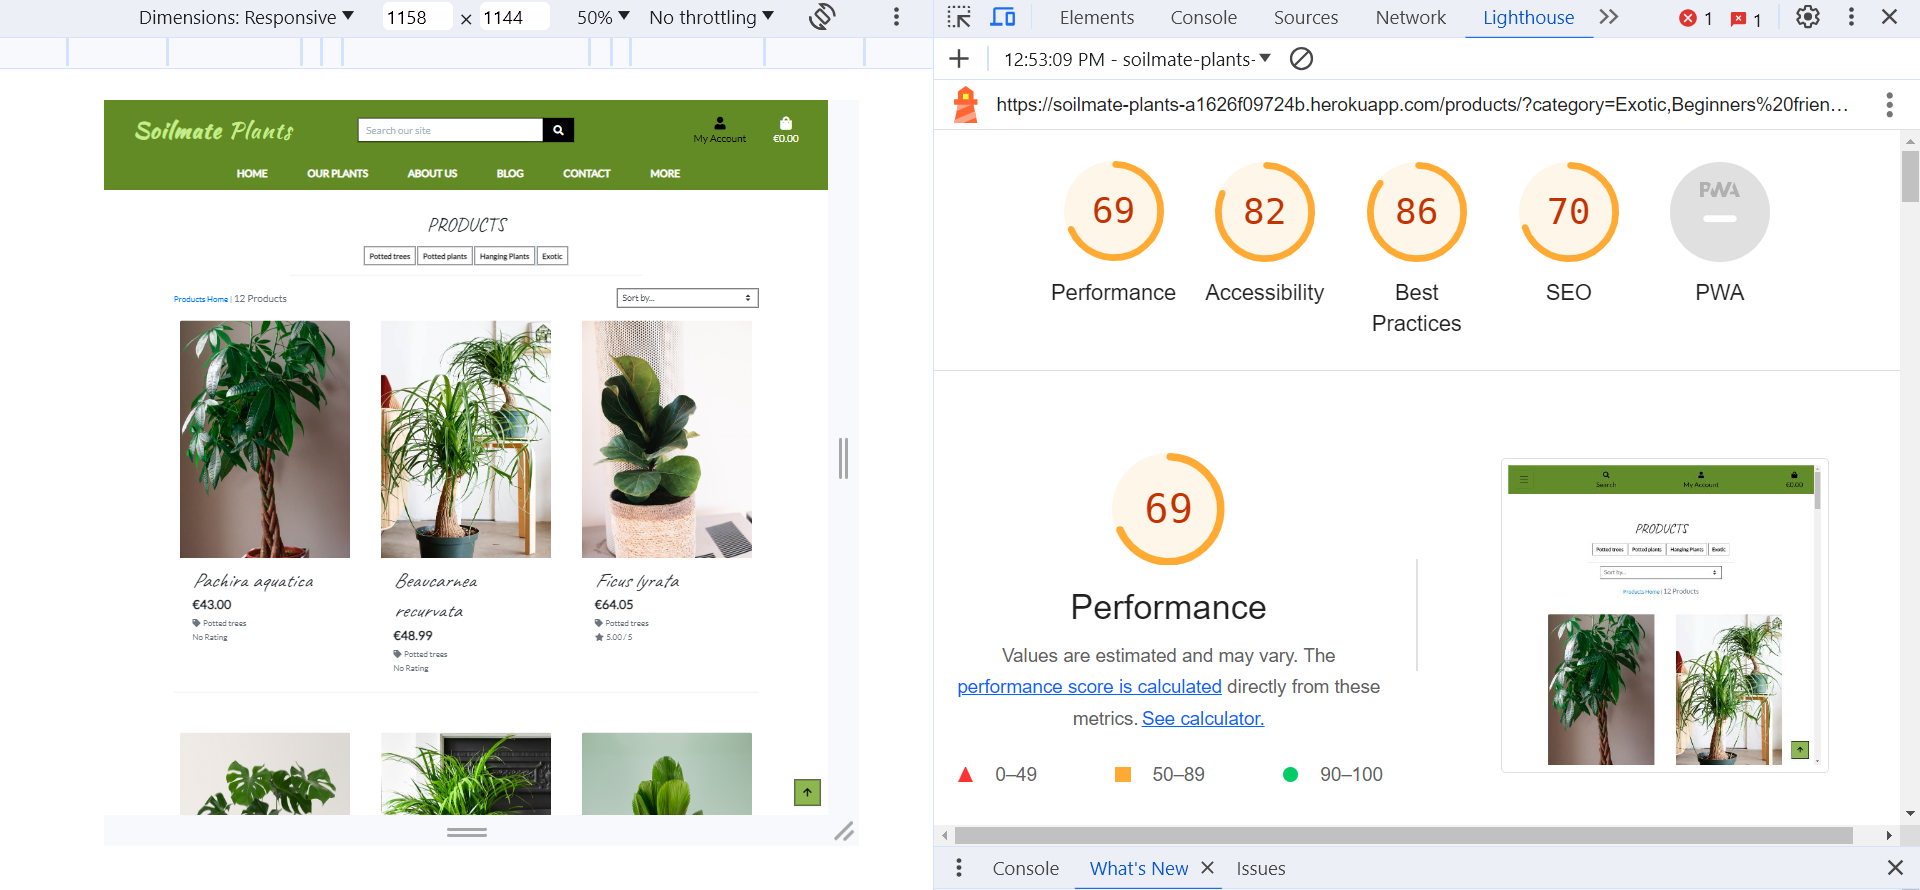 Dimensions: Responsive 1158 × 1144 50% No throttling
Soilmate Plants
Search our site
My Account
€0.00
HOME OUR PLANTS ABOUT US BLOG CONTACT MORE
PRODUCTS
Potted trees Potted plants Hanging Plants Exotic
Products Home | 12 Products
Sort by...
Pachira aquatica
€43.00
Potted trees
No Rating
Beaucarnea
recurvata
€48.99
Potted trees
No Rating
Ficus lyrata
€64.05
Potted trees
5.00 / 5
Elements Console Sources Network Lighthouse 1 1
12:53:09 PM - soilmate-plants-
https://soilmate-plants-a1626f09724b.herokuapp.com/products/?category=Exotic,Beginners%20frien…
69 82 86 70 PWA
Performance Accessibility Best Practices SEO PWA
69
Performance
Values are estimated and may vary. The
performance score is calculated directly from these
metrics. See calculator.
0–49 50–89 90–100
Search My Account €0.00
PRODUCTS
Potted trees Potted plants Hanging Plants Exotic
Sort by...
Products Home | 12 Products
Console What's New Issues